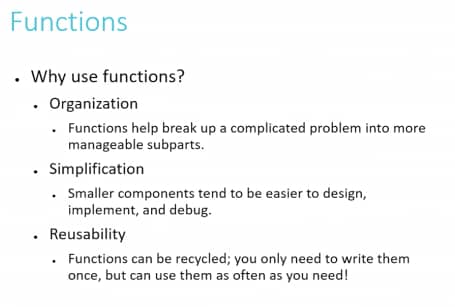 Functions
• Why use functions?
• Organization
• Functions help break up a complicated problem into more
manageable subparts.
• Simplification
• Smaller components tend to be easier to design,
implement, and debug.
• Reusability
• Functions can be recycled; you only need to write them
once, but can use them as often as you need!